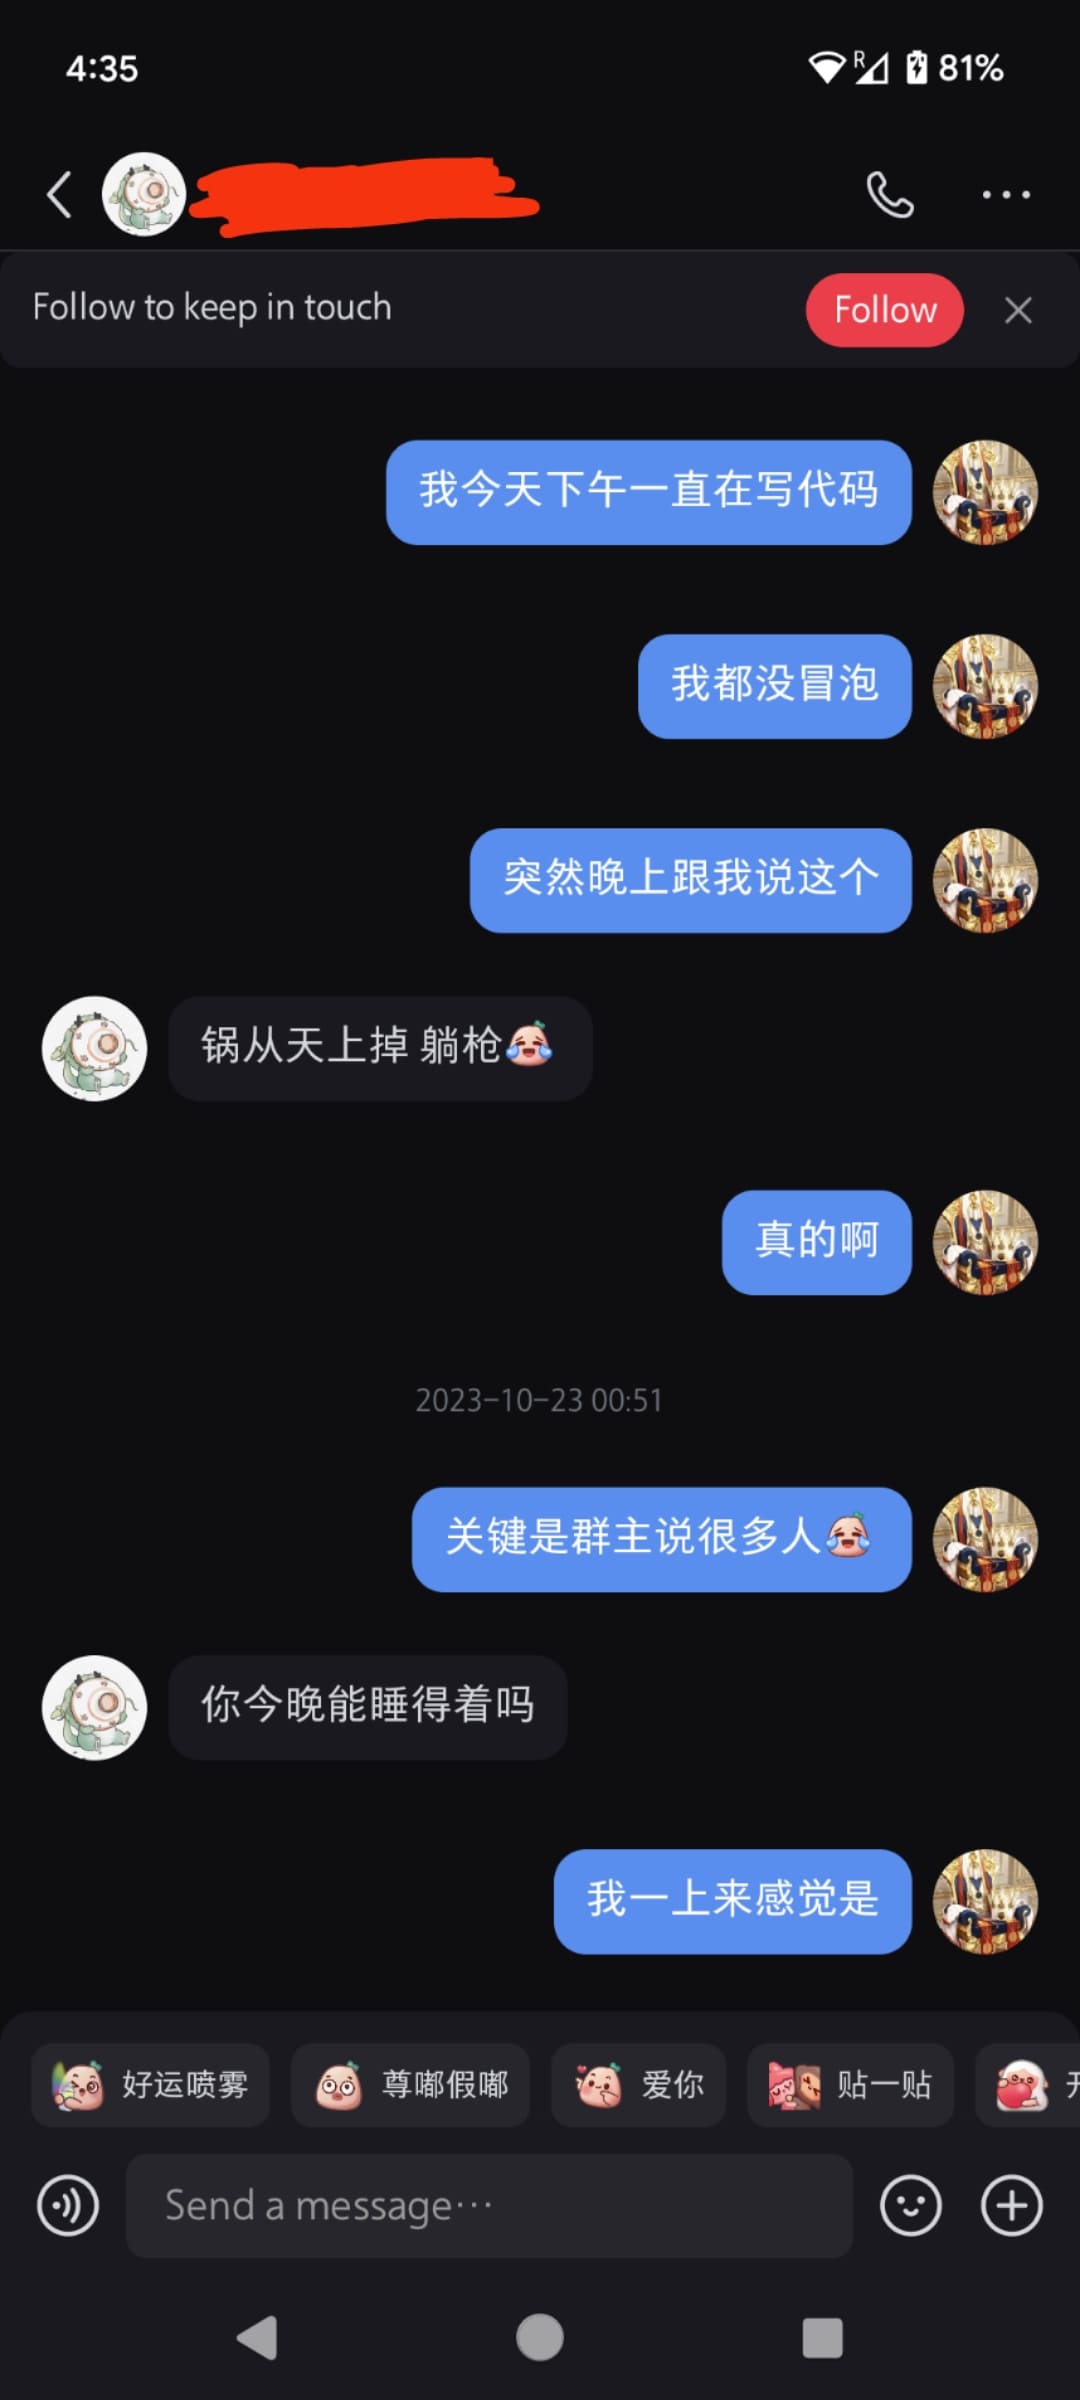 4:35
R 81%
Follow to keep in touch
Follow
我今天下午一直在写代码
我都没冒泡
突然晚上跟我说这个
锅从天上掉 躺枪
真的啊
2023-10-23 00:51
关键是群主说很多人
你今晚能睡得着吗
我一上来感觉是
好运喷雾 尊嘟假嘟 爱你 贴一贴
Send a message…